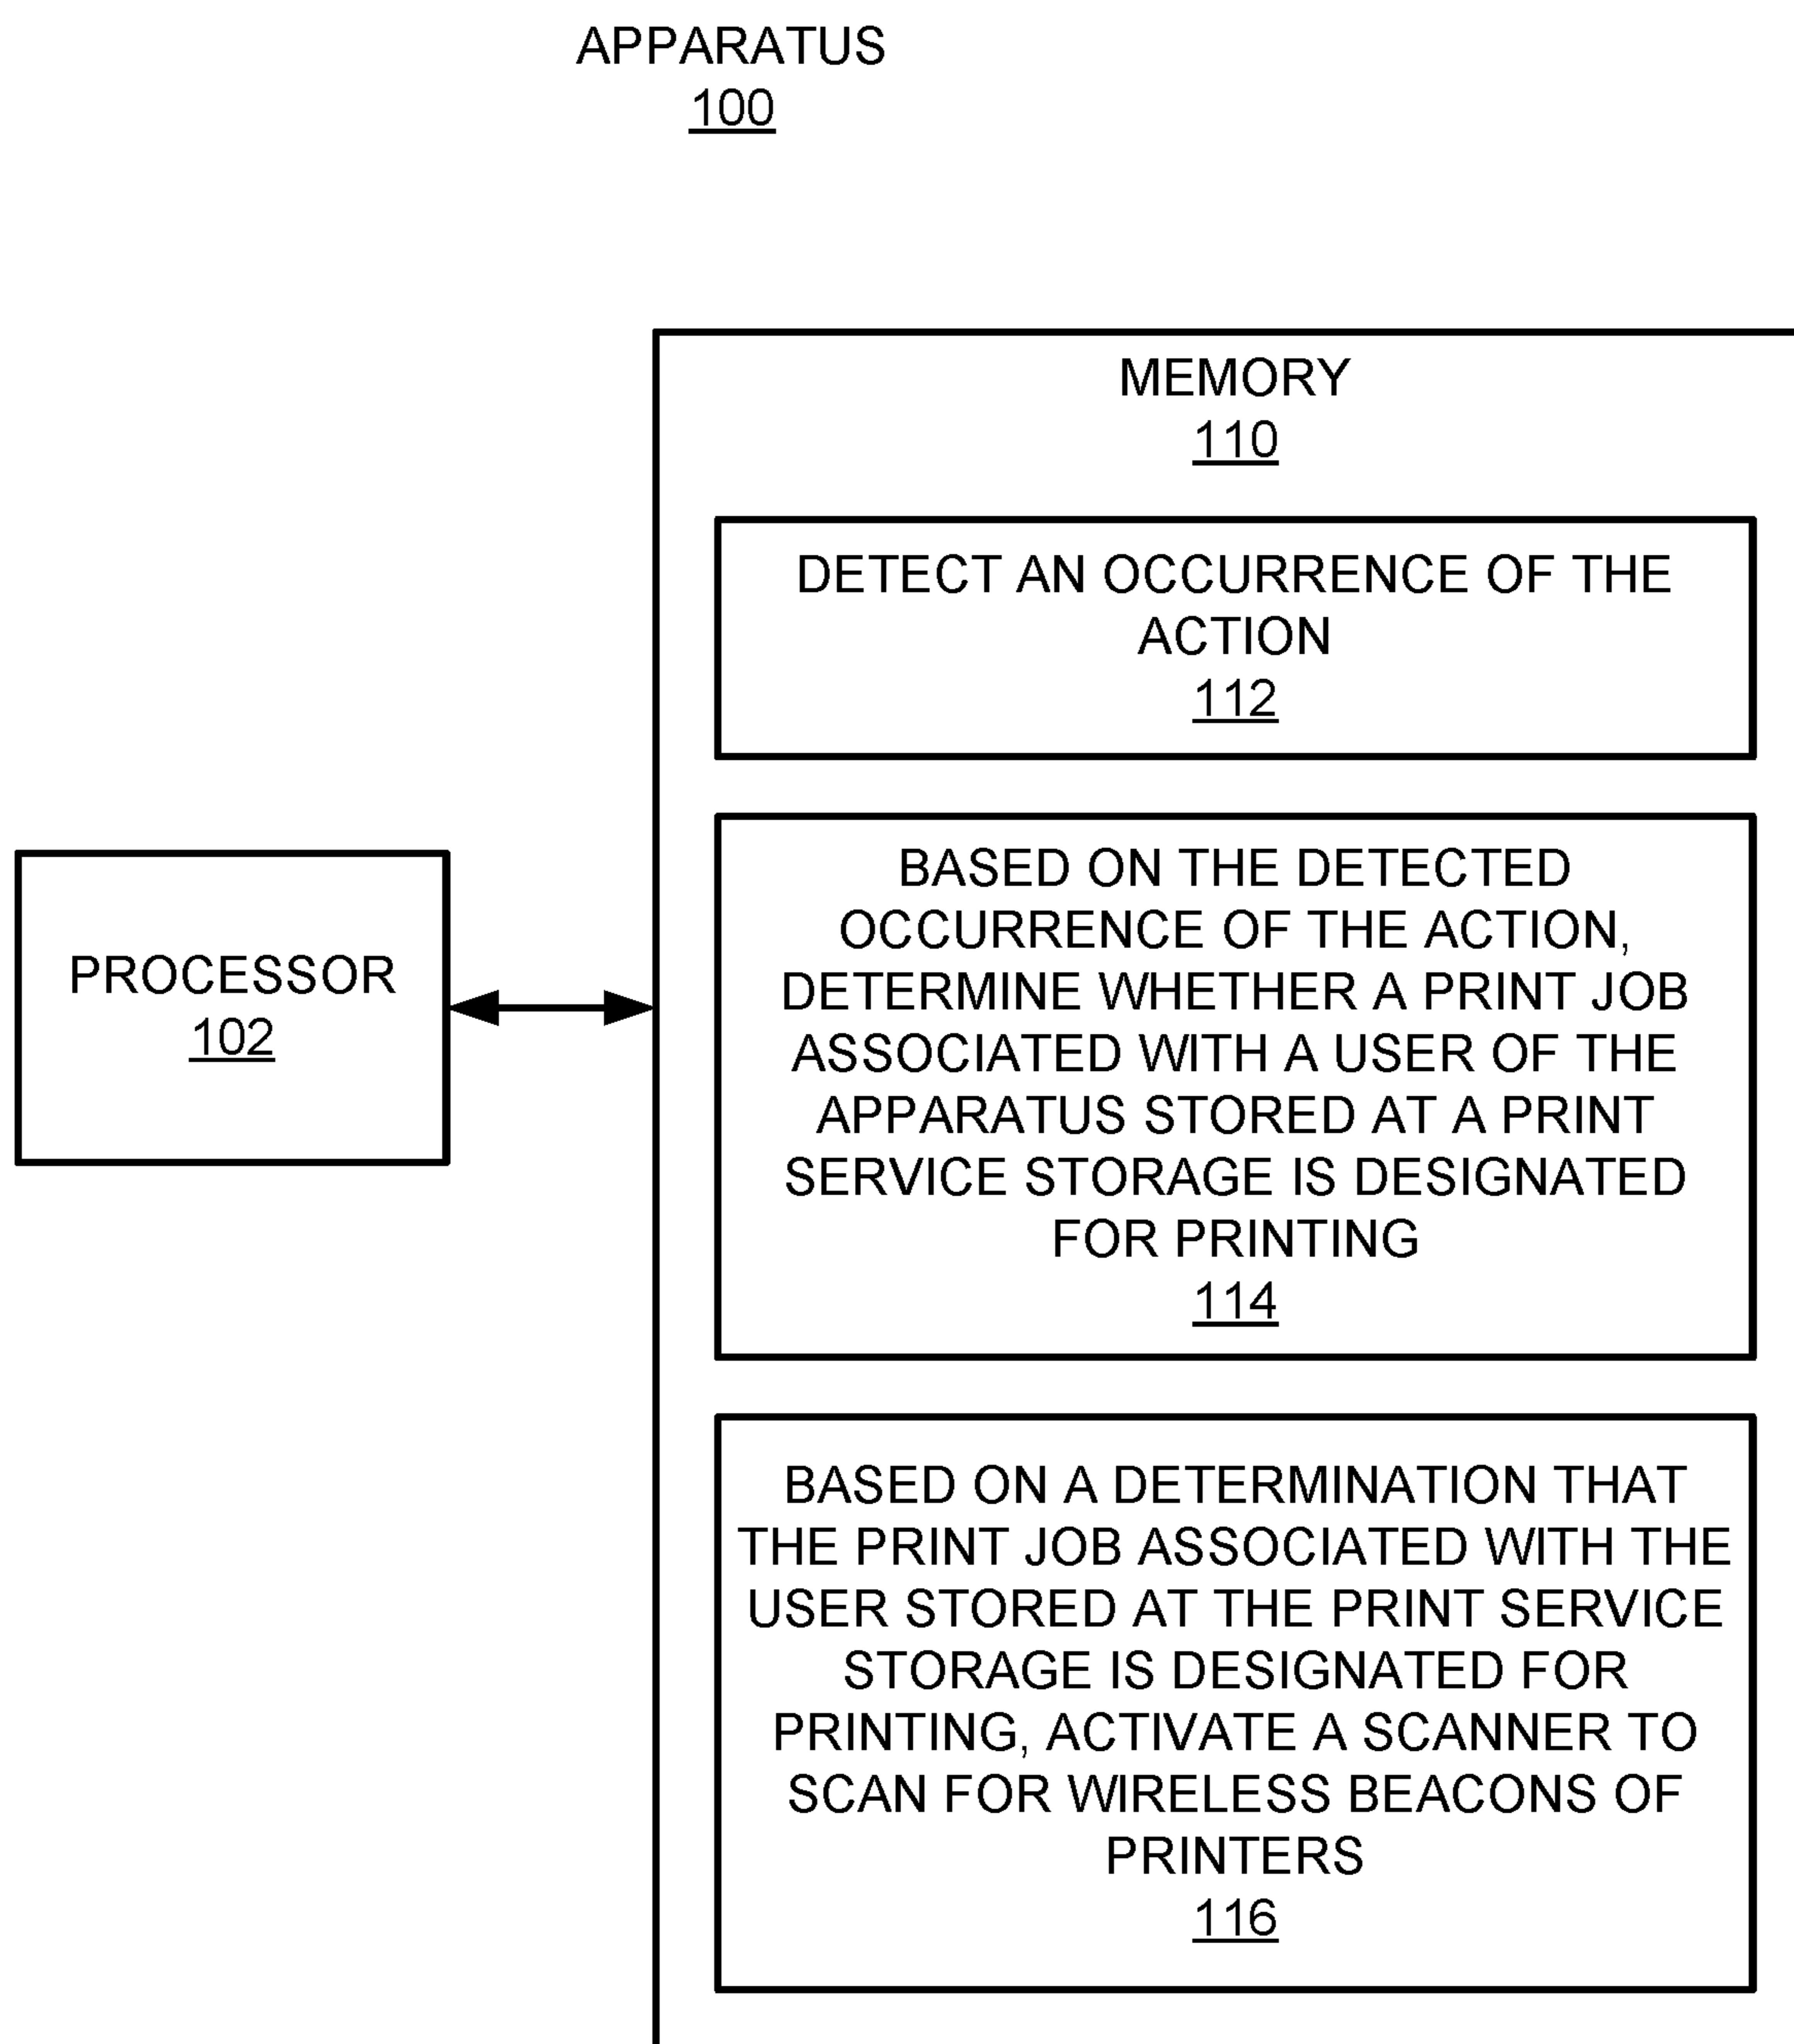 APPARATUS
100
MEMORY
110
DETECT AN OCCURRENCE OF THE
ACTION
112
PROCESSOR
102
BASED ON THE DETECTED
OCCURRENCE OF THE ACTION,
DETERMINE WHETHER A PRINT JOB
ASSOCIATED WITH A USER OF THE
APPARATUS STORED AT A PRINT
SERVICE STORAGE IS DESIGNATED
FOR PRINTING
114
BASED ON A DETERMINATION THAT
THE PRINT JOB ASSOCIATED WITH THE
USER STORED AT THE PRINT SERVICE
STORAGE IS DESIGNATED FOR
PRINTING, ACTIVATE A SCANNER TO
SCAN FOR WIRELESS BEACONS OF
PRINTERS
116